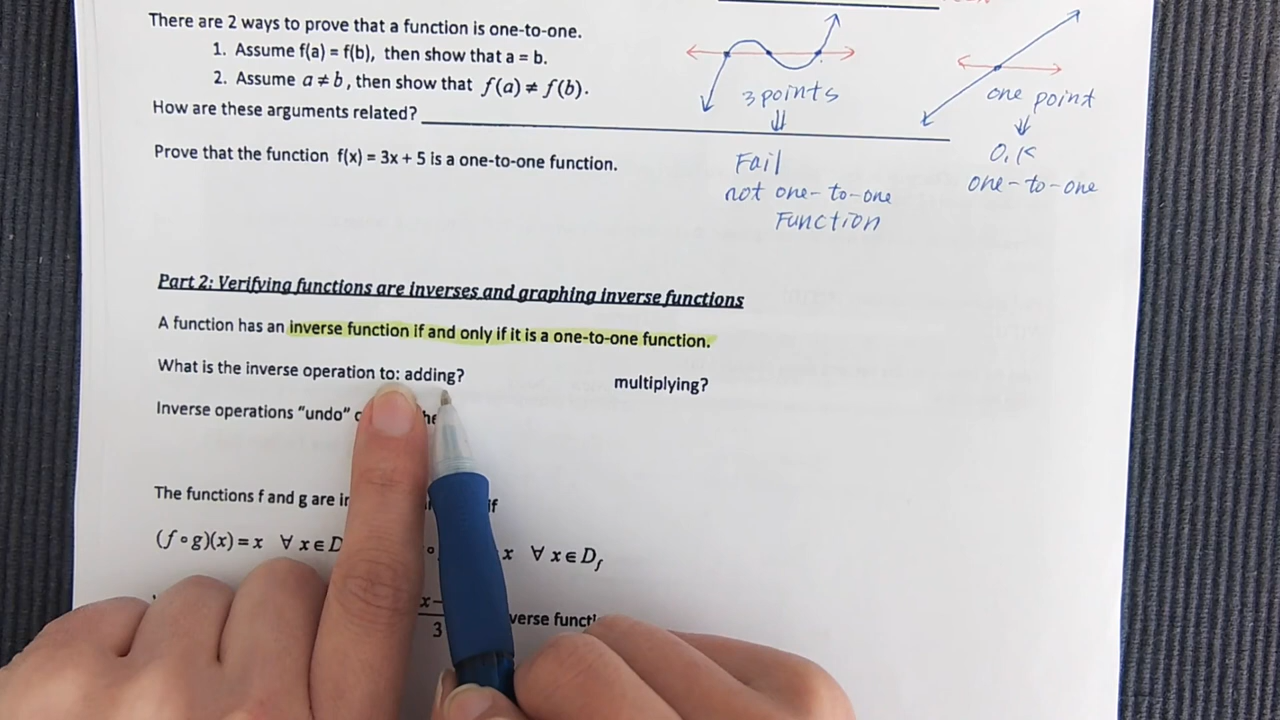 There are 2 ways to prove that a function is one-to-one.
1. Assume f(a) = f(b), then show that a = b.
2. Assume a ≠ b, then show that f(a) ≠ f(b).
How are these arguments related?
Prove that the function f(x) = 3x + 5 is a one-to-one function.
3 points
⇓
Fail
not one-to-one
Function
one point
↓
O.K
one-to-one
Part 2: Verifying functions are inverses and graphing inverse functions
A function has an inverse function if and only if it is a one-to-one function.
What is the inverse operation to: adding? multiplying?
Inverse operations "undo"
The functions f and g are if
(f∘g)(x) = x ∀ x∈D x ∀ x∈D_f
x–
3